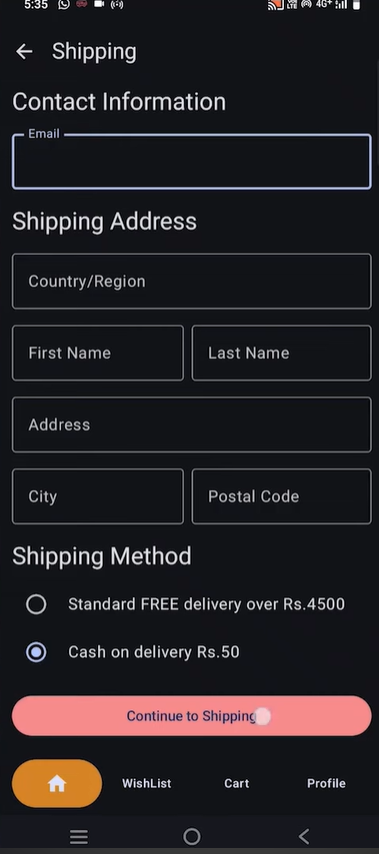 5:35 4G+
Shipping
Contact Information
Email
Shipping Address
Country/Region
First Name Last Name
Address
City Postal Code
Shipping Method
Standard FREE delivery over Rs.4500
Cash on delivery Rs.50
Continue to Shipping
WishList Cart Profile